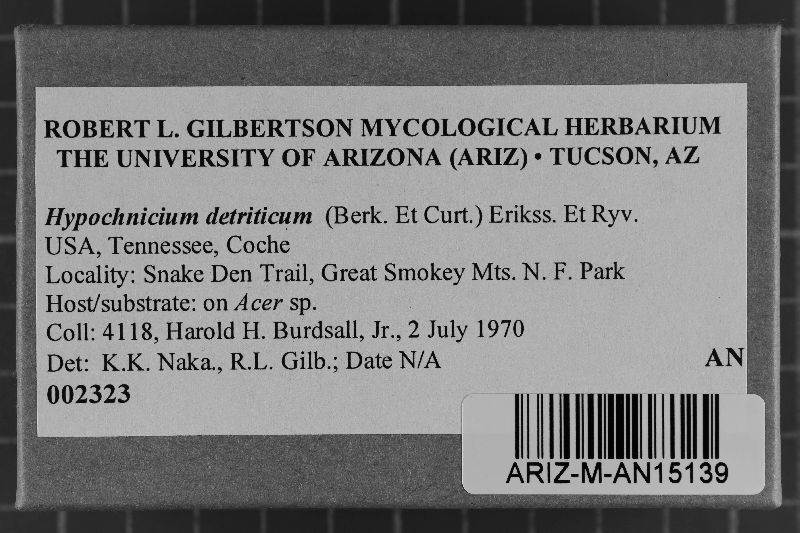 ROBERT L. GILBERTSON MYCOLOGICAL HERBARIUM
THE UNIVERSITY OF ARIZONA (ARIZ) • TUCSON, AZ
Hypochnicium detriticum (Berk. Et Curt.) Erikss. Et Ryv.
USA, Tennessee, Coche
Locality: Snake Den Trail, Great Smokey Mts. N. F. Park
Host/substrate: on Acer sp.
Coll: 4118, Harold H. Burdsall, Jr., 2 July 1970
Det: K.K. Naka., R.L. Gilb.; Date N/A
AN
002323
ARIZ-M-AN15139